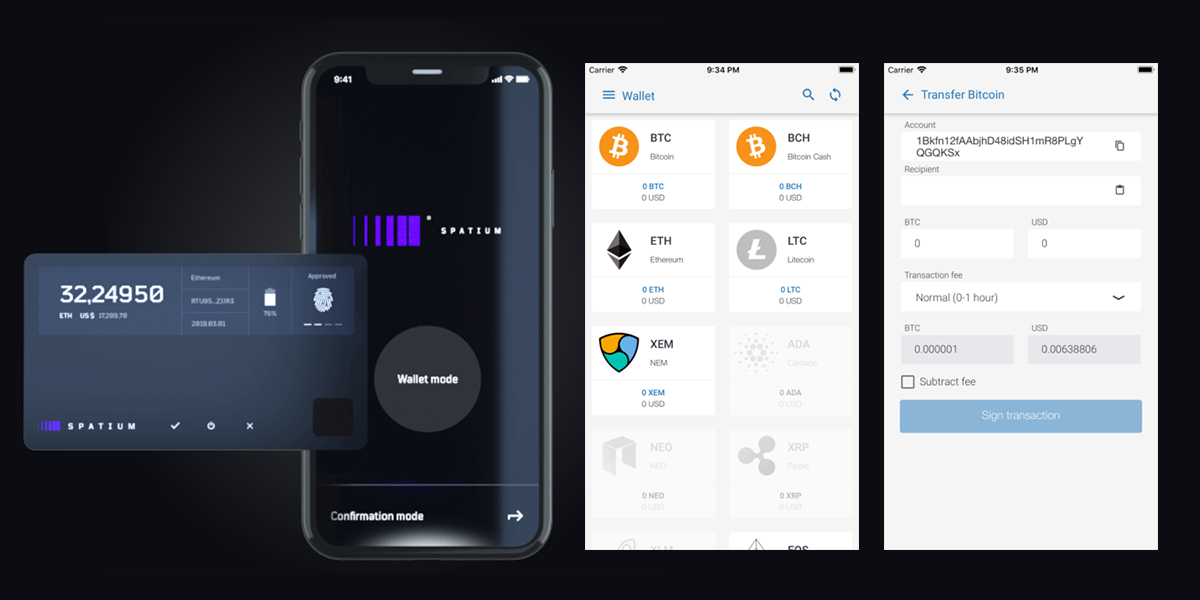 32,24950
ETH US$ 17,299.70
Ethereum
RTU9S..ZJJR3
2018.03.01
76%
Approved
SPATIUM
9:41
SPATIUM
Wallet mode
Confirmation mode
Carrier 9:34 PM
Wallet
BTC
Bitcoin
0 BTC
0 USD
BCH
Bitcoin Cash
0 BCH
0 USD
ETH
Ethereum
0 ETH
0 USD
LTC
Litecoin
0 LTC
0 USD
XEM
NEM
0 XEM
0 USD
ADA
Cardano
0 ADA
0 USD
NEO
NEO
0 NEO
0 USD
XRP
Ripple
0 XRP
0 USD
XLM
EOS
Carrier 9:35 PM
Transfer Bitcoin
Account
1Bkfn12fAAbjhD48idSH1mR8PLgY
QGQKSx
Recipient
BTC USD
0 0
Transaction fee
Normal (0-1 hour)
BTC USD
0.000001 0.00638806
Subtract fee
Sign transaction